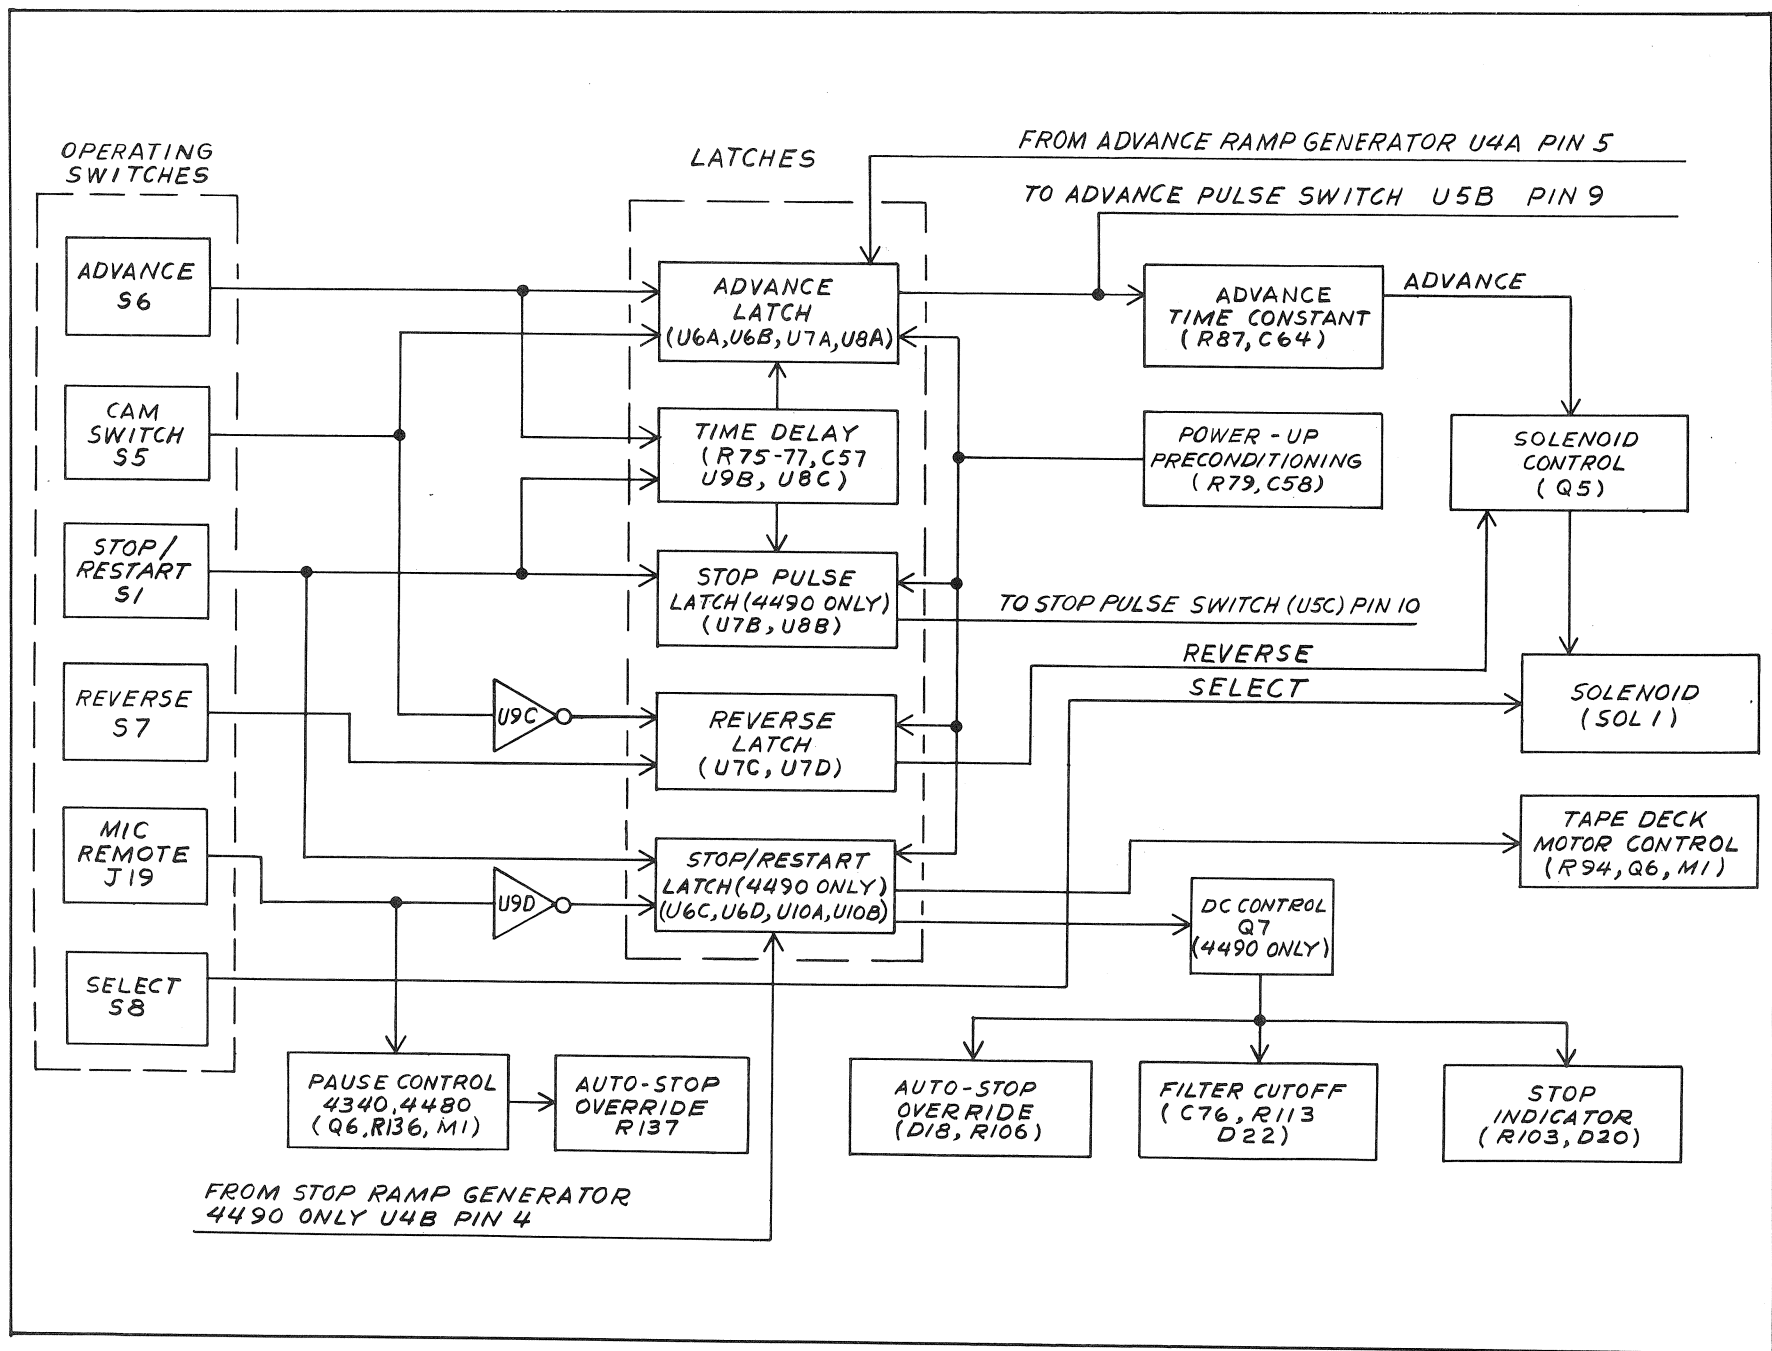 OPERATING
SWITCHES
LATCHES
FROM ADVANCE RAMP GENERATOR U4A PIN 5
TO ADVANCE PULSE SWITCH U5B PIN 9
ADVANCE
S6
ADVANCE
LATCH
(U6A, U6B, U7A, U8A)
ADVANCE
TIME CONSTANT
(R87, C64)
ADVANCE
CAM
SWITCH
S5
TIME DELAY
(R75-77, C57
U9B, U8C)
POWER-UP
PRECONDITIONING
(R79, C58)
SOLENOID
CONTROL
(Q5)
STOP/
RESTART
S1
STOP PULSE
LATCH (4490 ONLY)
(U7B, U8B)
TO STOP PULSE SWITCH (U5C) PIN 10
REVERSE
S7
U9C
REVERSE
LATCH
(U7C, U7D)
REVERSE
SELECT
SOLENOID
(SOL 1)
MIC
REMOTE
J19
U9D
STOP/RESTART
LATCH (4490 ONLY)
(U6C, U6D, U10A, U10B)
TAPE DECK
MOTOR CONTROL
(R94, Q6, M1)
DC CONTROL
Q7
(4490 ONLY)
SELECT
S8
PAUSE CONTROL
4340, 4480
(Q6, R136, M1)
AUTO-STOP
OVERRIDE
R137
AUTO-STOP
OVERRIDE
(D18, R106)
FILTER CUTOFF
(C76, R113
D22)
STOP
INDICATOR
(R103, D20)
FROM STOP RAMP GENERATOR
4490 ONLY U4B PIN 4